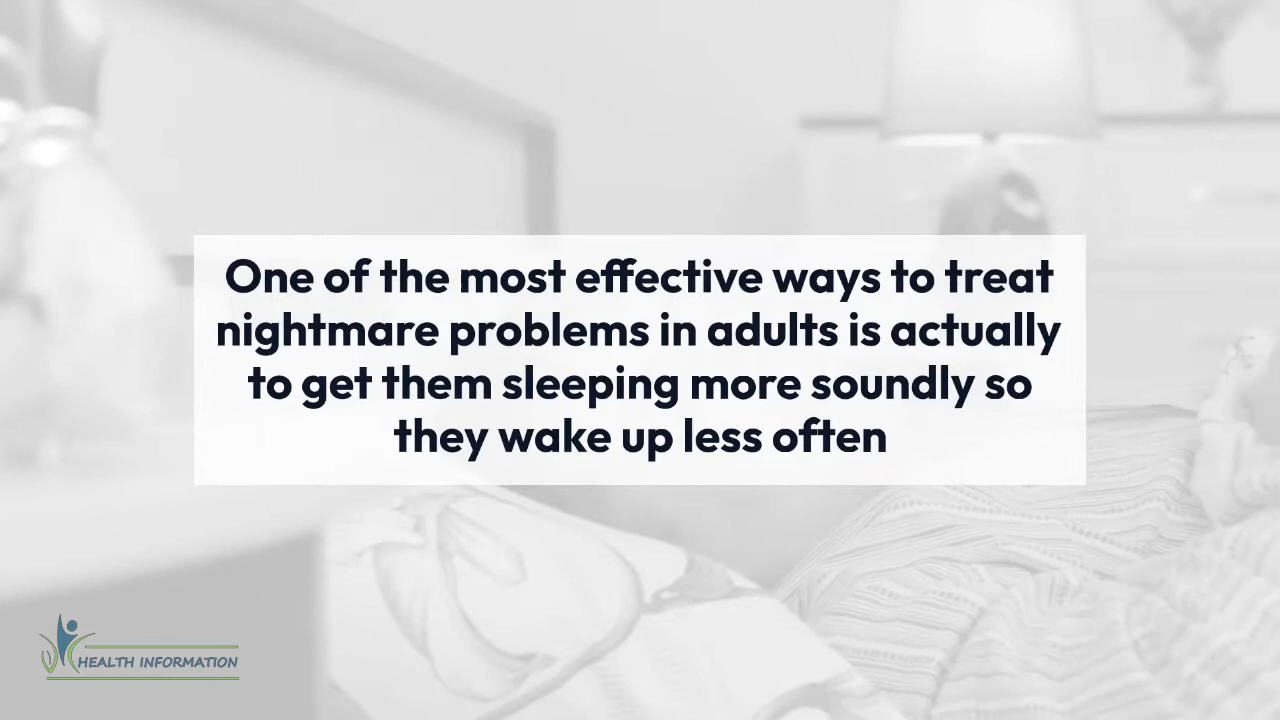 One of the most effective ways to treat
nightmare problems in adults is actually
to get them sleeping more soundly so
they wake up less often
HEALTH INFORMATION